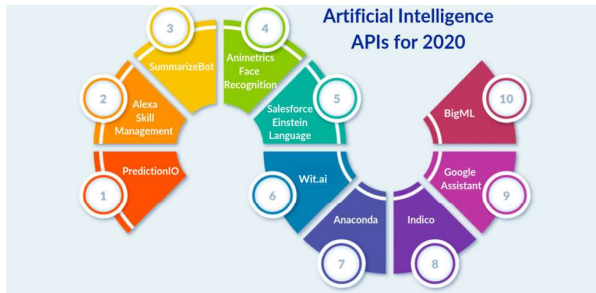 Artificial Intelligence
APIs for 2020
1
PredictionIO
2
Alexa
Skill
Management
3
SummarizeBot
4
Animetrics
Face
Recognition
5
Salesforce
Einstein
Language
6
Wit.ai
7
Anaconda
8
Indico
9
Google
Assistant
10
BigML